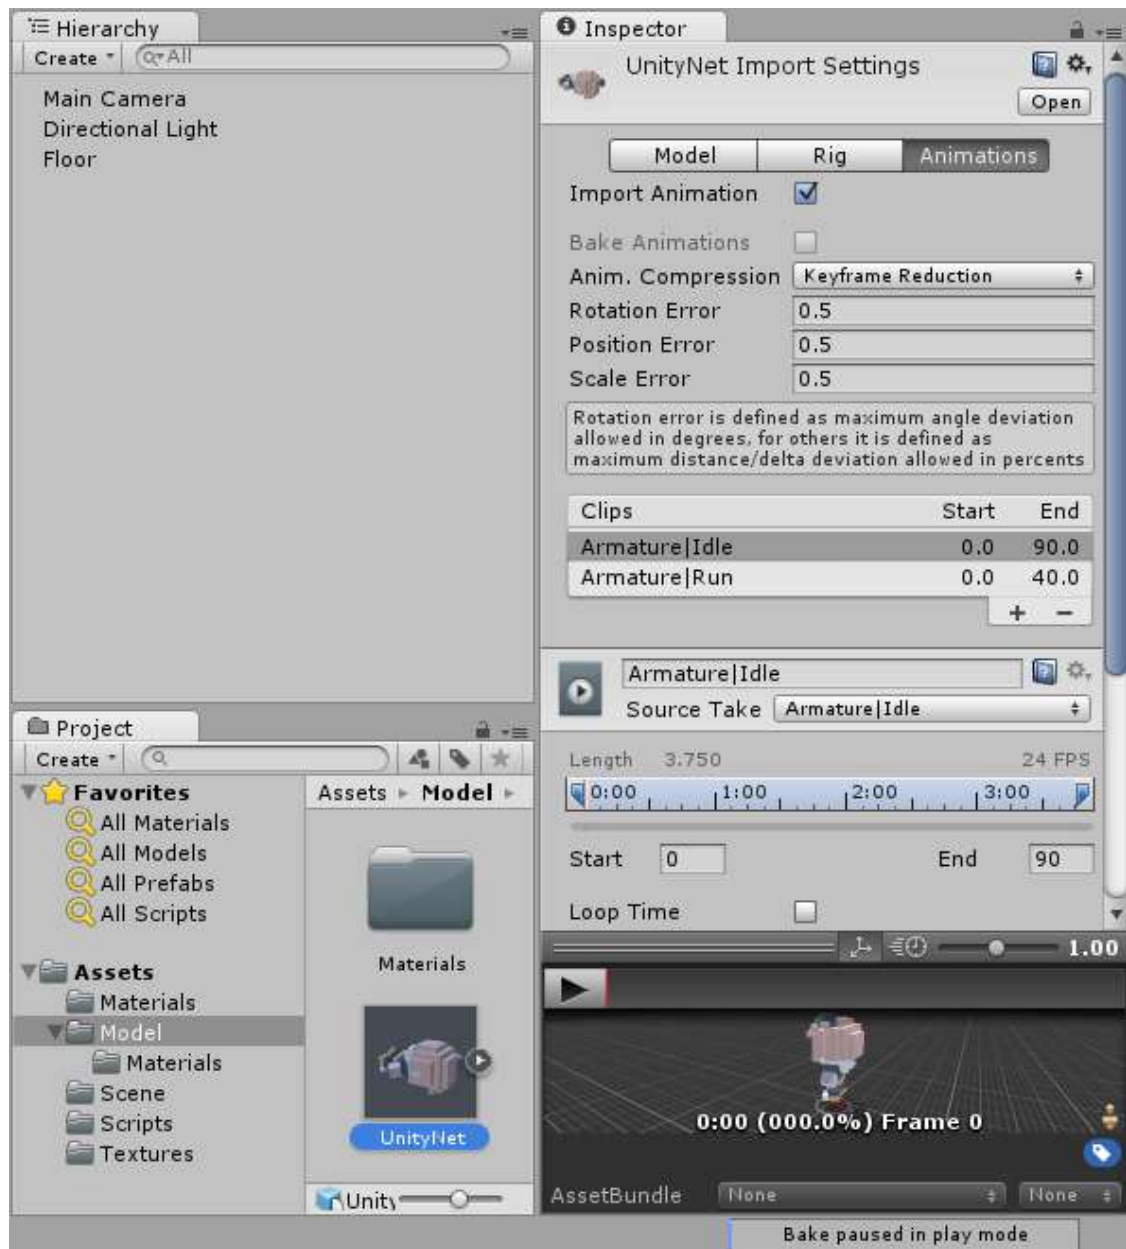 Hierarchy
Create
All
Main Camera
Directional Light
Floor
Inspector
UnityNet Import Settings
Open
Model Rig Animations
Import Animation
Bake Animations
Anim. Compression Keyframe Reduction
Rotation Error 0.5
Position Error 0.5
Scale Error 0.5
Rotation error is defined as maximum angle deviation
allowed in degrees, for others it is defined as
maximum distance/delta deviation allowed in percents
Clips Start End
Armature|Idle 0.0 90.0
Armature|Run 0.0 40.0
+ −
Armature|Idle
Source Take Armature|Idle
Length 3.750 24 FPS
0:00 1:00 2:00 3:00
Start 0 End 90
Loop Time
1.00
0:00 (000.0%) Frame 0
AssetBundle None None
Project
Create
Favorites
All Materials
All Models
All Prefabs
All Scripts
Assets
Materials
Model
Materials
Scene
Scripts
Textures
Assets Model
Materials
UnityNet
Unity
Bake paused in play mode